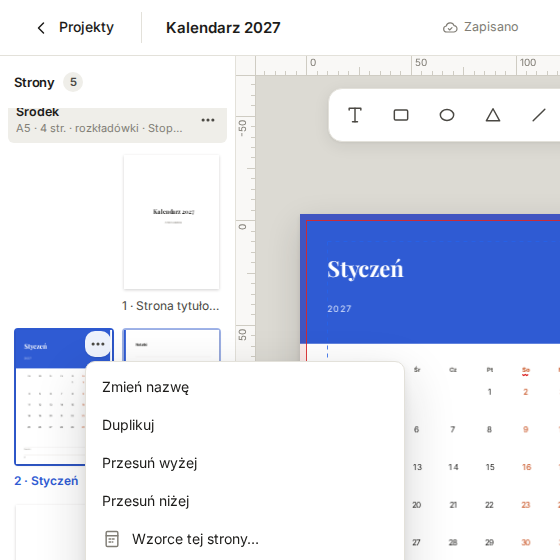 Projekty
Kalendarz 2027
Zapisano
Strony 5
Środek
A5 · 4 str. · rozkładówki · Stop...
0 50 100
-50
0
50
Kalendarz 2027
1 · Strona tytuło...
Styczeń
2 · Styczeń
Zmień nazwę
Duplikuj
Przesuń wyżej
Przesuń niżej
Wzorce tej strony...
Styczeń
2027
Śr Cz Pt So
1 2
6 7 8 9
13 14 15 16
20 21 22 23
27 28 29 30